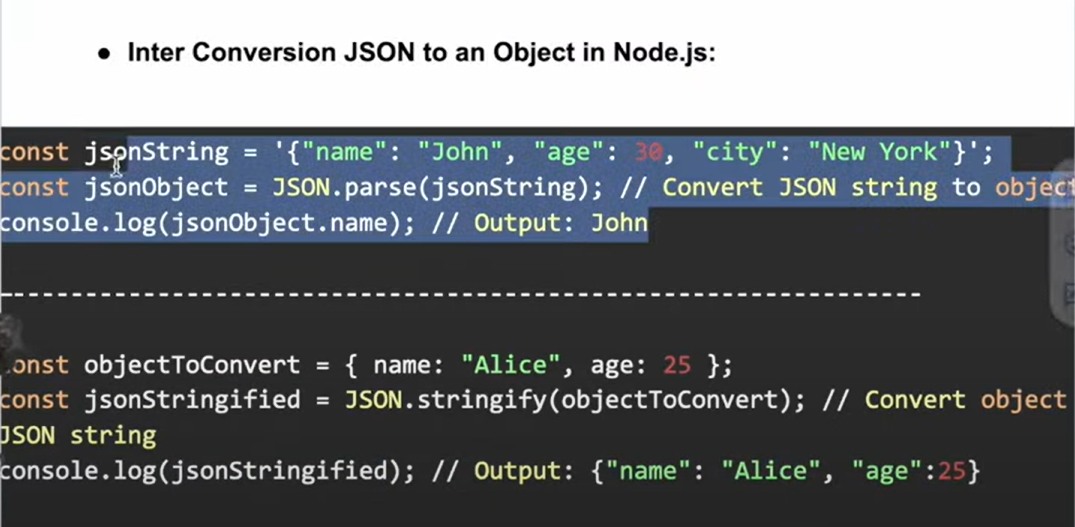 ● Inter Conversion JSON to an Object in Node.js:
const jsonString = '{"name": "John", "age": 30, "city": "New York"}';
const jsonObject = JSON.parse(jsonString); // Convert JSON string to object
console.log(jsonObject.name); // Output: John
-----------------------------------------------------------------
const objectToConvert = { name: "Alice", age: 25 };
const jsonStringified = JSON.stringify(objectToConvert); // Convert object
JSON string
console.log(jsonStringified); // Output: {"name": "Alice", "age":25}